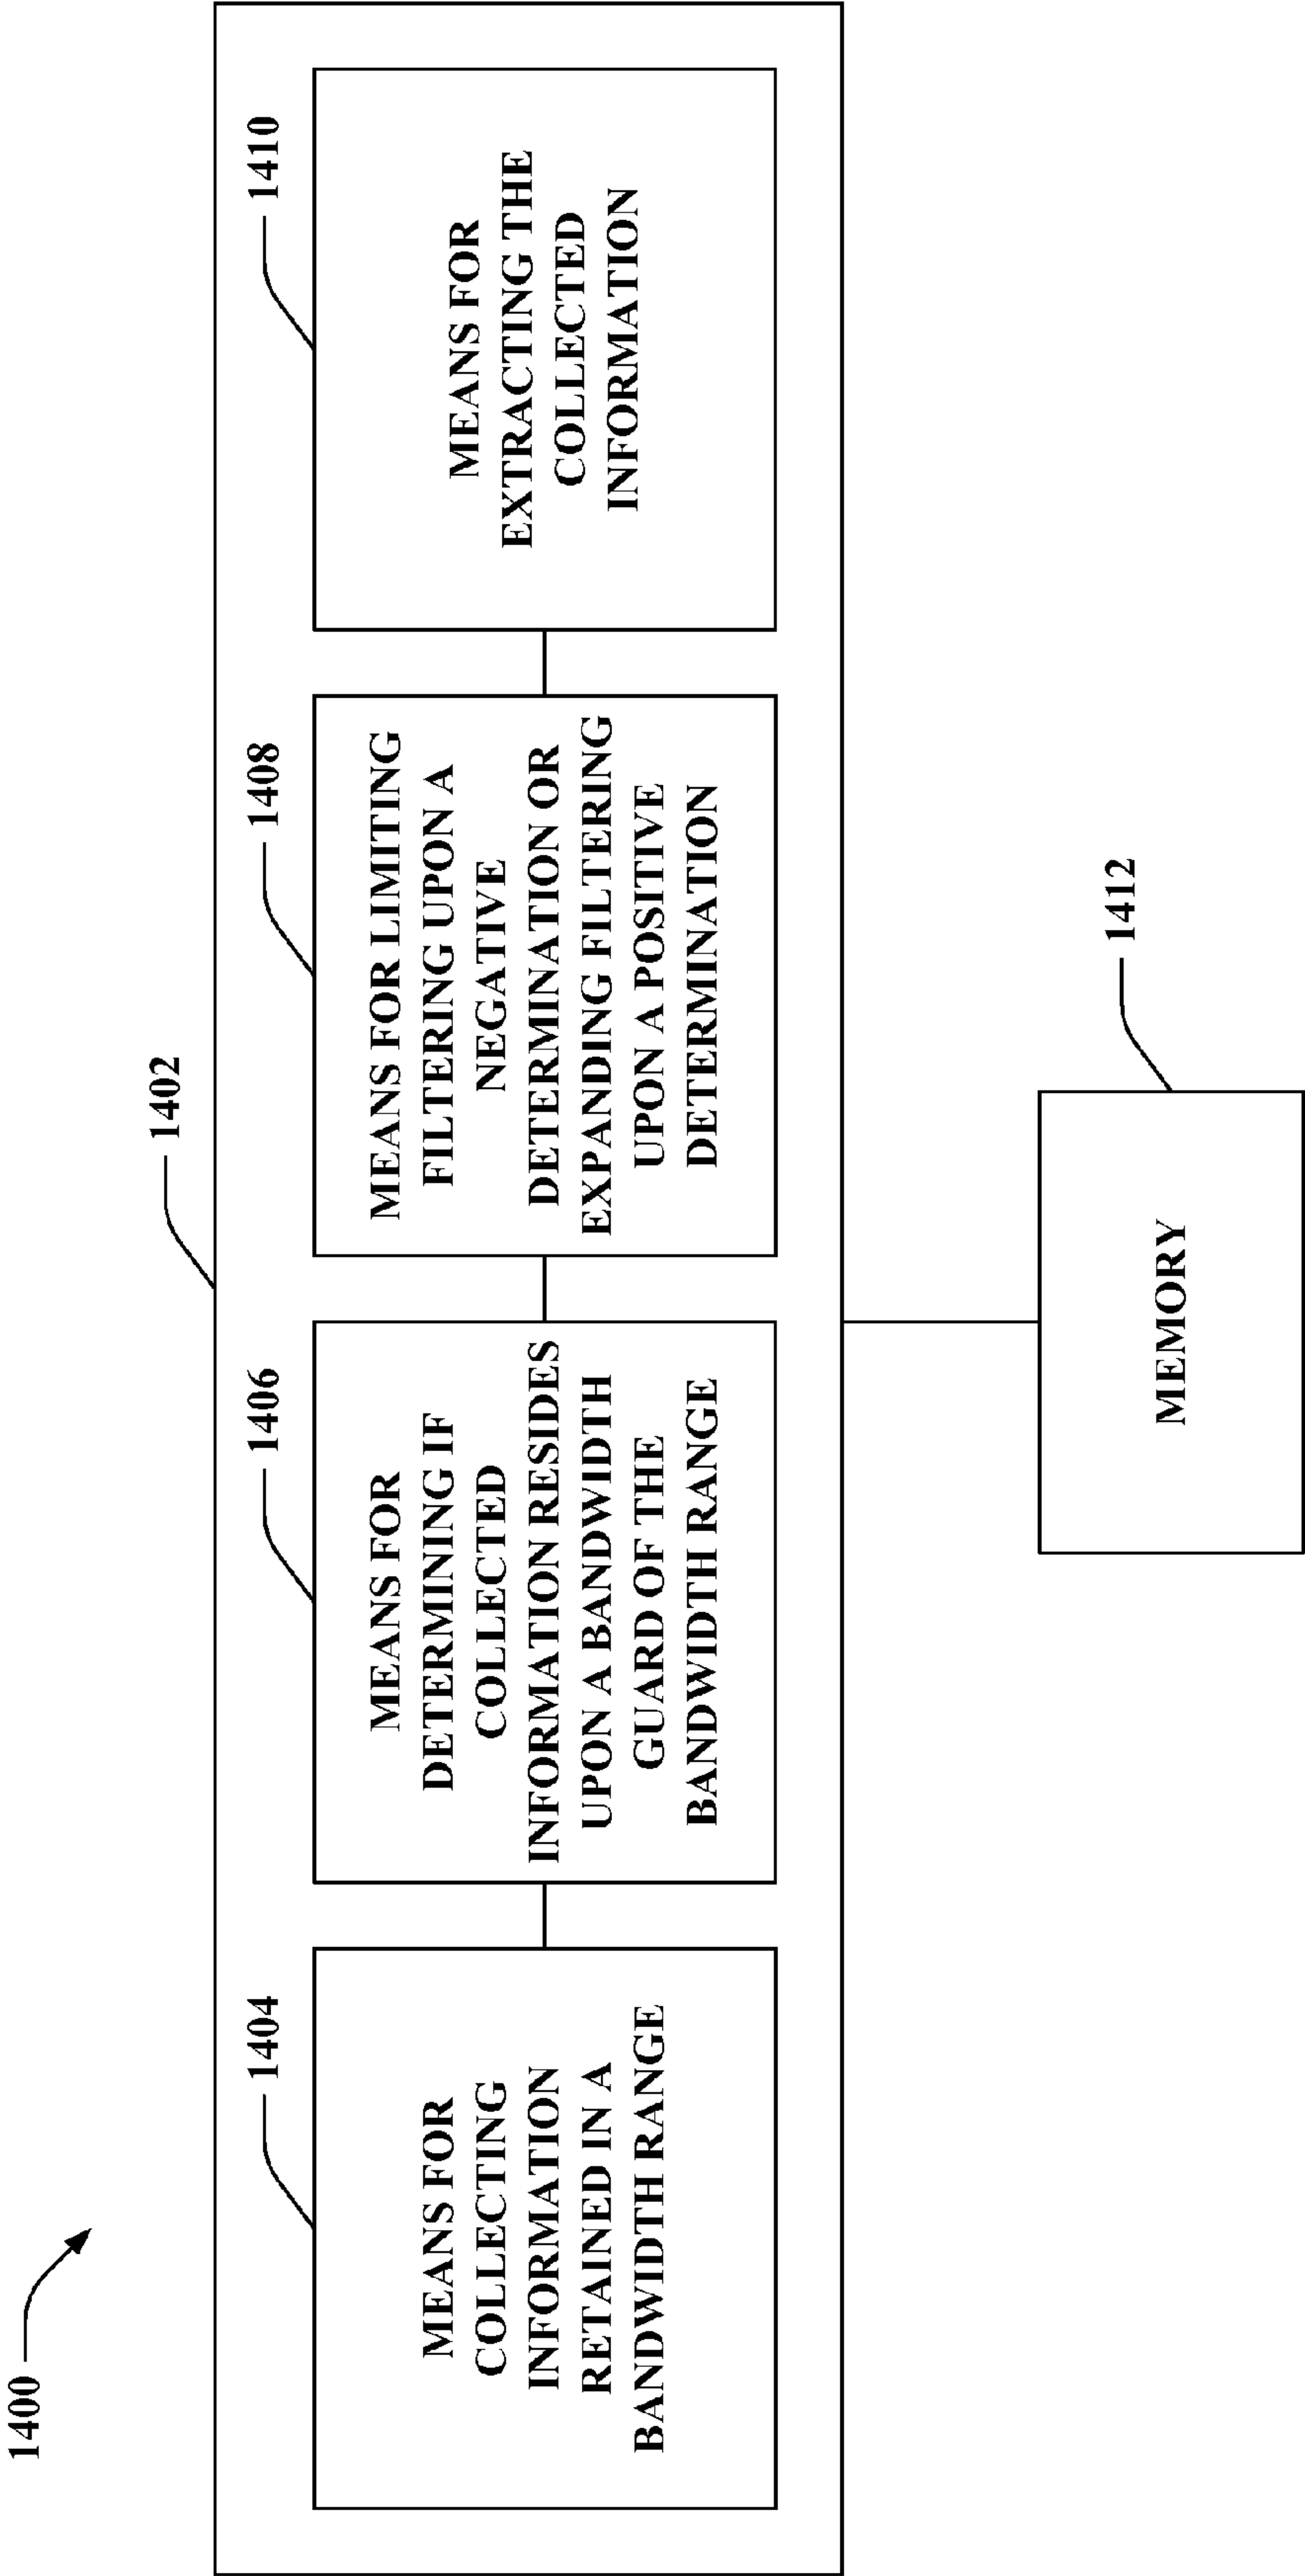 1400
1402
1404
MEANS FOR
COLLECTING
INFORMATION
RETAINED IN A
BANDWIDTH RANGE
1406
MEANS FOR
DETERMINING IF
COLLECTED
INFORMATION RESIDES
UPON A BANDWIDTH
GUARD OF THE
BANDWIDTH RANGE
1408
MEANS FOR LIMITING
FILTERING UPON A
NEGATIVE
DETERMINATION OR
EXPANDING FILTERING
UPON A POSITIVE
DETERMINATION
1410
MEANS FOR
EXTRACTING THE
COLLECTED
INFORMATION
1412
MEMORY